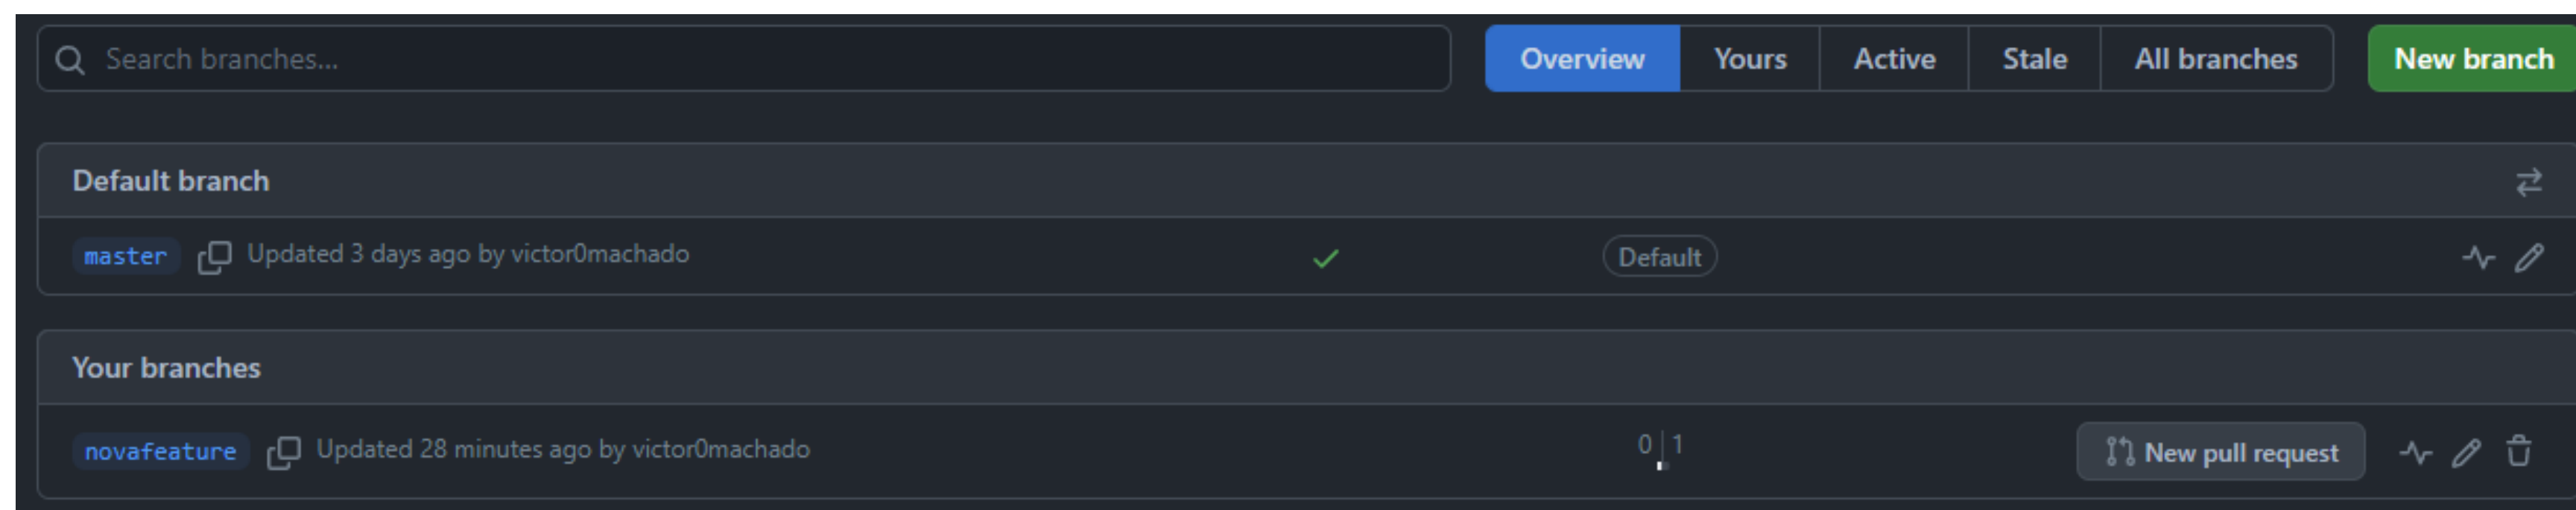 Search branches... Overview Yours Active Stale All branches New branch
Default branch
master Updated 3 days ago by victor0machado Default
Your branches
novafeature Updated 28 minutes ago by victor0machado 0 1 New pull request